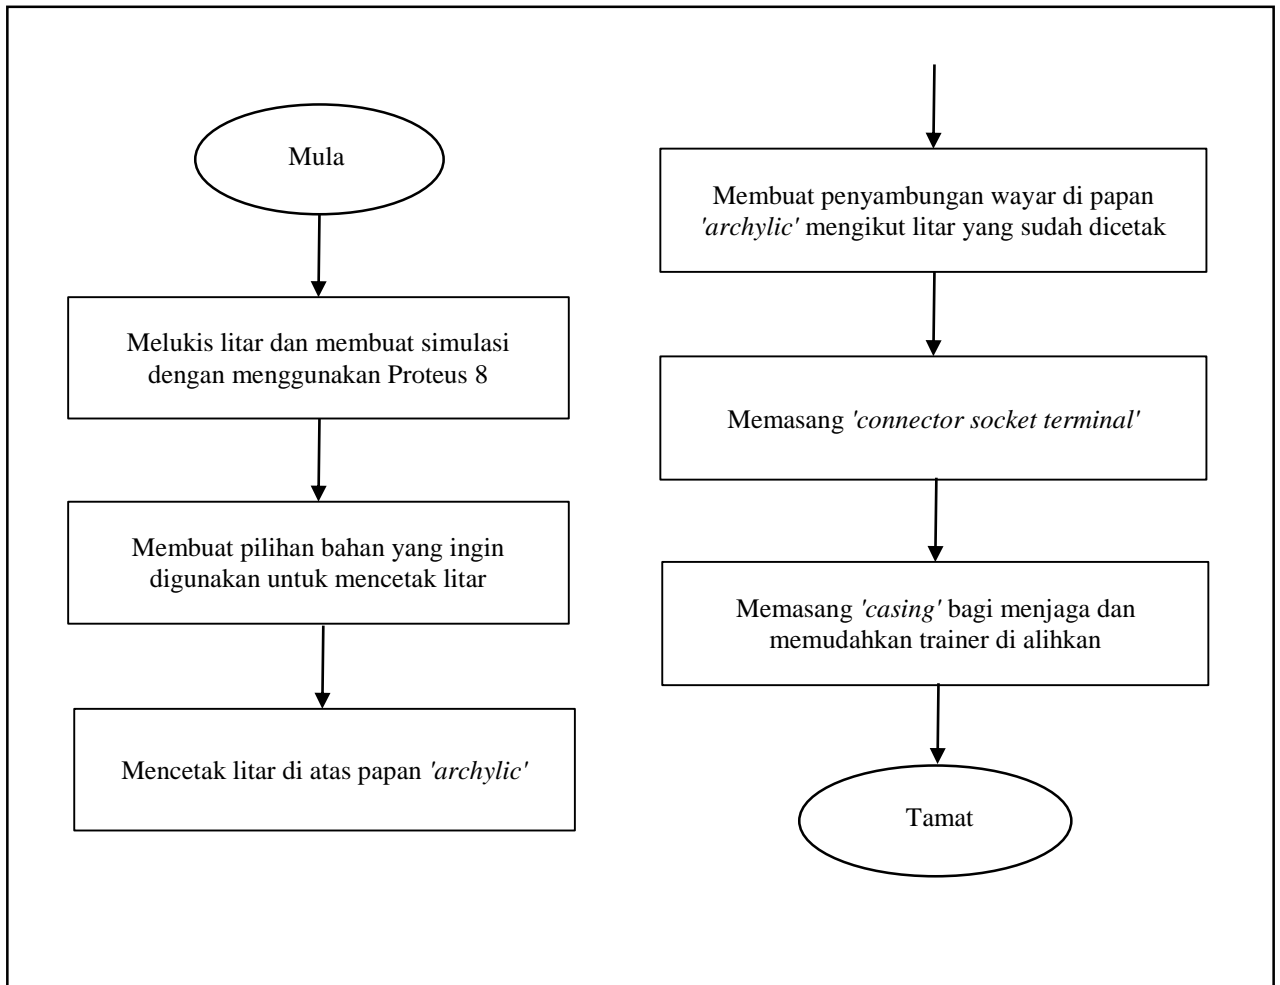 Mula
Melukis litar dan membuat simulasi
dengan menggunakan Proteus 8
Membuat pilihan bahan yang ingin
digunakan untuk mencetak litar
Mencetak litar di atas papan 'archylic'
Membuat penyambungan wayar di papan
'archylic' mengikut litar yang sudah dicetak
Memasang 'connector socket terminal'
Memasang 'casing' bagi menjaga dan
memudahkan trainer di alihkan
Tamat